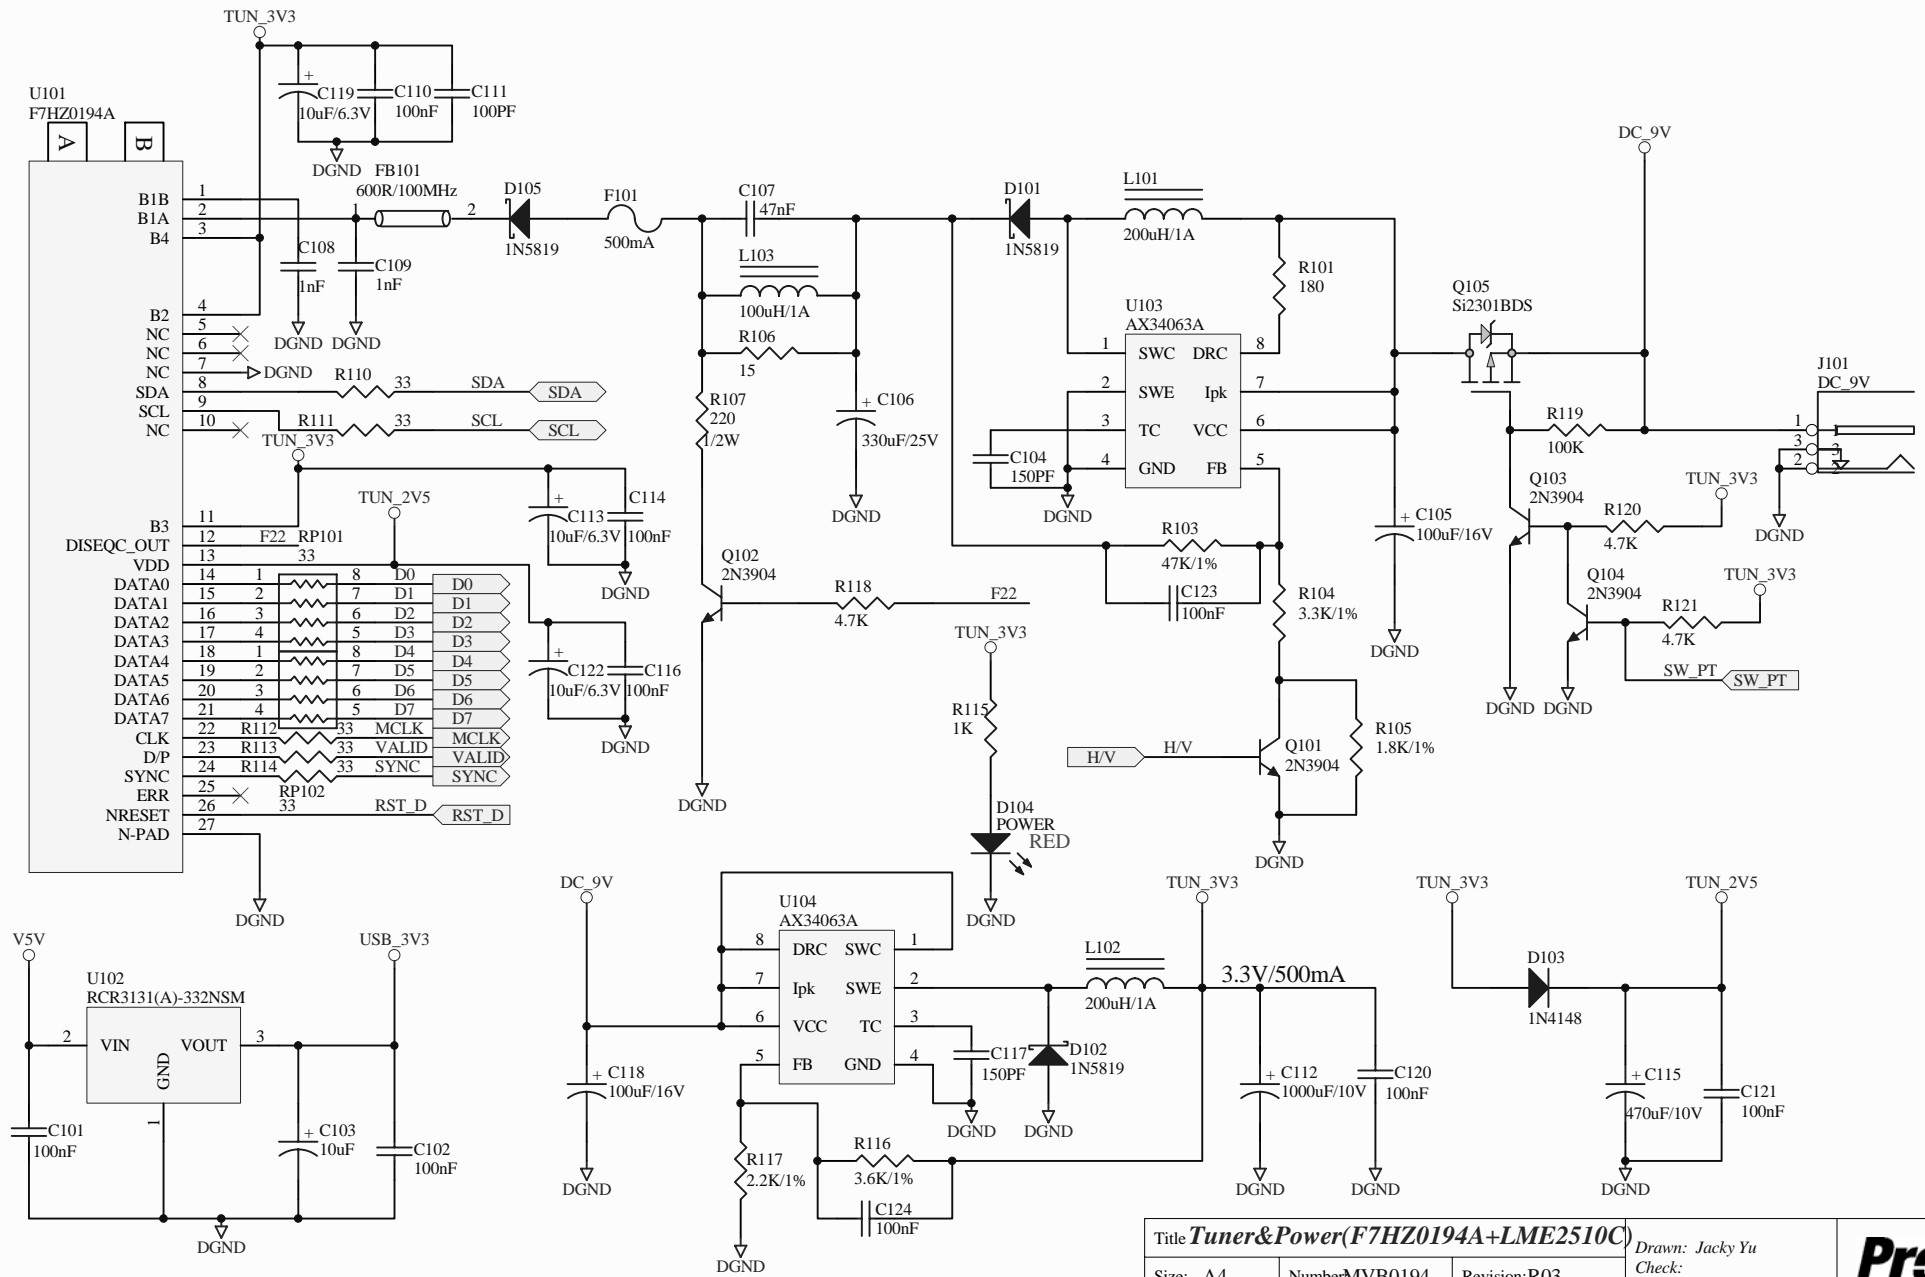 TUN_3V3
U101
F7HZ0194A
A
B
C119
10uF/6.3V
C110
100nF
C111
100PF
DGND
FB101
600R/100MHz
1
2
D105
1N5819
F101
500mA
C107
47nF
L103
100uH/1A
R106
15
R107
220
1/2W
+ C106
330uF/25V
DGND
D101
1N5819
L101
200uH/1A
R101
180
U103
AX34063A
1 SWC DRC 8
2 SWE Ipk 7
3 TC VCC 6
4 GND FB 5
C104
150PF
DGND
Q105
Si2301BDS
DC_9V
J101
DC_9V
1
3
2
1
3
2
DGND
R119
100K
Q103
2N3904
R120
4.7K
TUN_3V3
Q104
2N3904
R121
4.7K
TUN_3V3
SW_PT
SW_PT
DGND
DGND
+ C105
100uF/16V
DGND
R103
47K/1%
C123
100nF
R104
3.3K/1%
H/V
H/V
Q101
2N3904
R105
1.8K/1%
DGND
B1B 1
B1A 2
B4 3
B2 4
NC 5
NC 6
NC 7
DGND
SDA 8
SCL 9
NC 10
C108
1nF
C109
1nF
DGND
DGND
R110 33 SDA SDA
R111 33 SCL SCL
TUN_3V3
TUN_2V5
+
C113
10uF/6.3V
C114
100nF
DGND
B3 11
DISEQC_OUT 12 F22 RP101
VDD 13 33
DATA0 14 1 8 D0 D0
DATA1 15 2 7 D1 D1
DATA2 16 3 6 D2 D2
DATA3 17 4 5 D3 D3
DATA4 18 1 8 D4 D4
DATA5 19 2 7 D5 D5
DATA6 20 3 6 D6 D6
DATA7 21 4 5 D7 D7
CLK 22 R112 33 MCLK MCLK
D/P 23 R113 33 VALID VALID
SYNC 24 R114 33 SYNC SYNC
ERR 25 RP102
NRESET 26 33 RST_D RST_D
N-PAD 27
DGND
+
C122
10uF/6.3V
C116
100nF
DGND
Q102
2N3904
R118
4.7K
F22
DGND
TUN_3V3
R115
1K
D104
POWER
RED
DGND
V5V
USB_3V3
U102
RCR3131(A)-332NSM
2 VIN VOUT 3
GND
1
C101
100nF
+ C103
10uF
C102
100nF
DGND
DC_9V
U104
AX34063A
8 DRC SWC 1
7 Ipk SWE 2
6 VCC TC 3
5 FB GND 4
+ C118
100uF/16V
DGND
C117
150PF
DGND
D102
1N5819
DGND
L102
200uH/1A
TUN_3V3
3.3V/500mA
+ C112
1000uF/10V
C120
100nF
DGND
DGND
R117
2.2K/1%
R116
3.6K/1%
C124
100nF
DGND
TUN_3V3
TUN_2V5
D103
1N4148
+ C115
470uF/10V
C121
100nF
DGND
Title Tuner&Power(F7HZ0194A+LME2510C)
Size: A4 Number:MVB0194 Revision:R03
Drawn: Jacky Yu
Check: